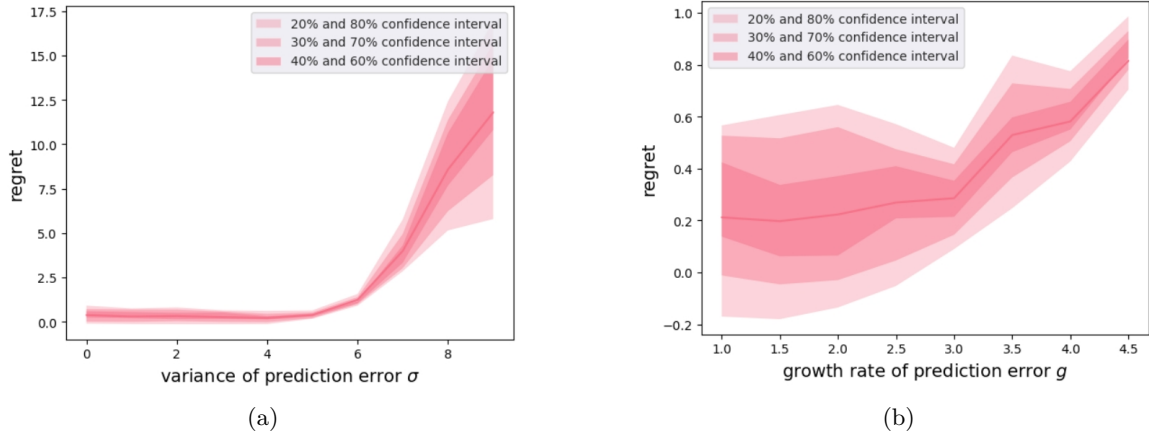 17.5
15.0
12.5
10.0
7.5
5.0
2.5
0.0
regret
20% and 80% confidence interval
30% and 70% confidence interval
40% and 60% confidence interval
0 2 4 6 8
variance of prediction error σ
(a)
1.0
0.8
0.6
0.4
0.2
0.0
−0.2
regret
20% and 80% confidence interval
30% and 70% confidence interval
40% and 60% confidence interval
1.0 1.5 2.0 2.5 3.0 3.5 4.0 4.5
growth rate of prediction error g
(b)